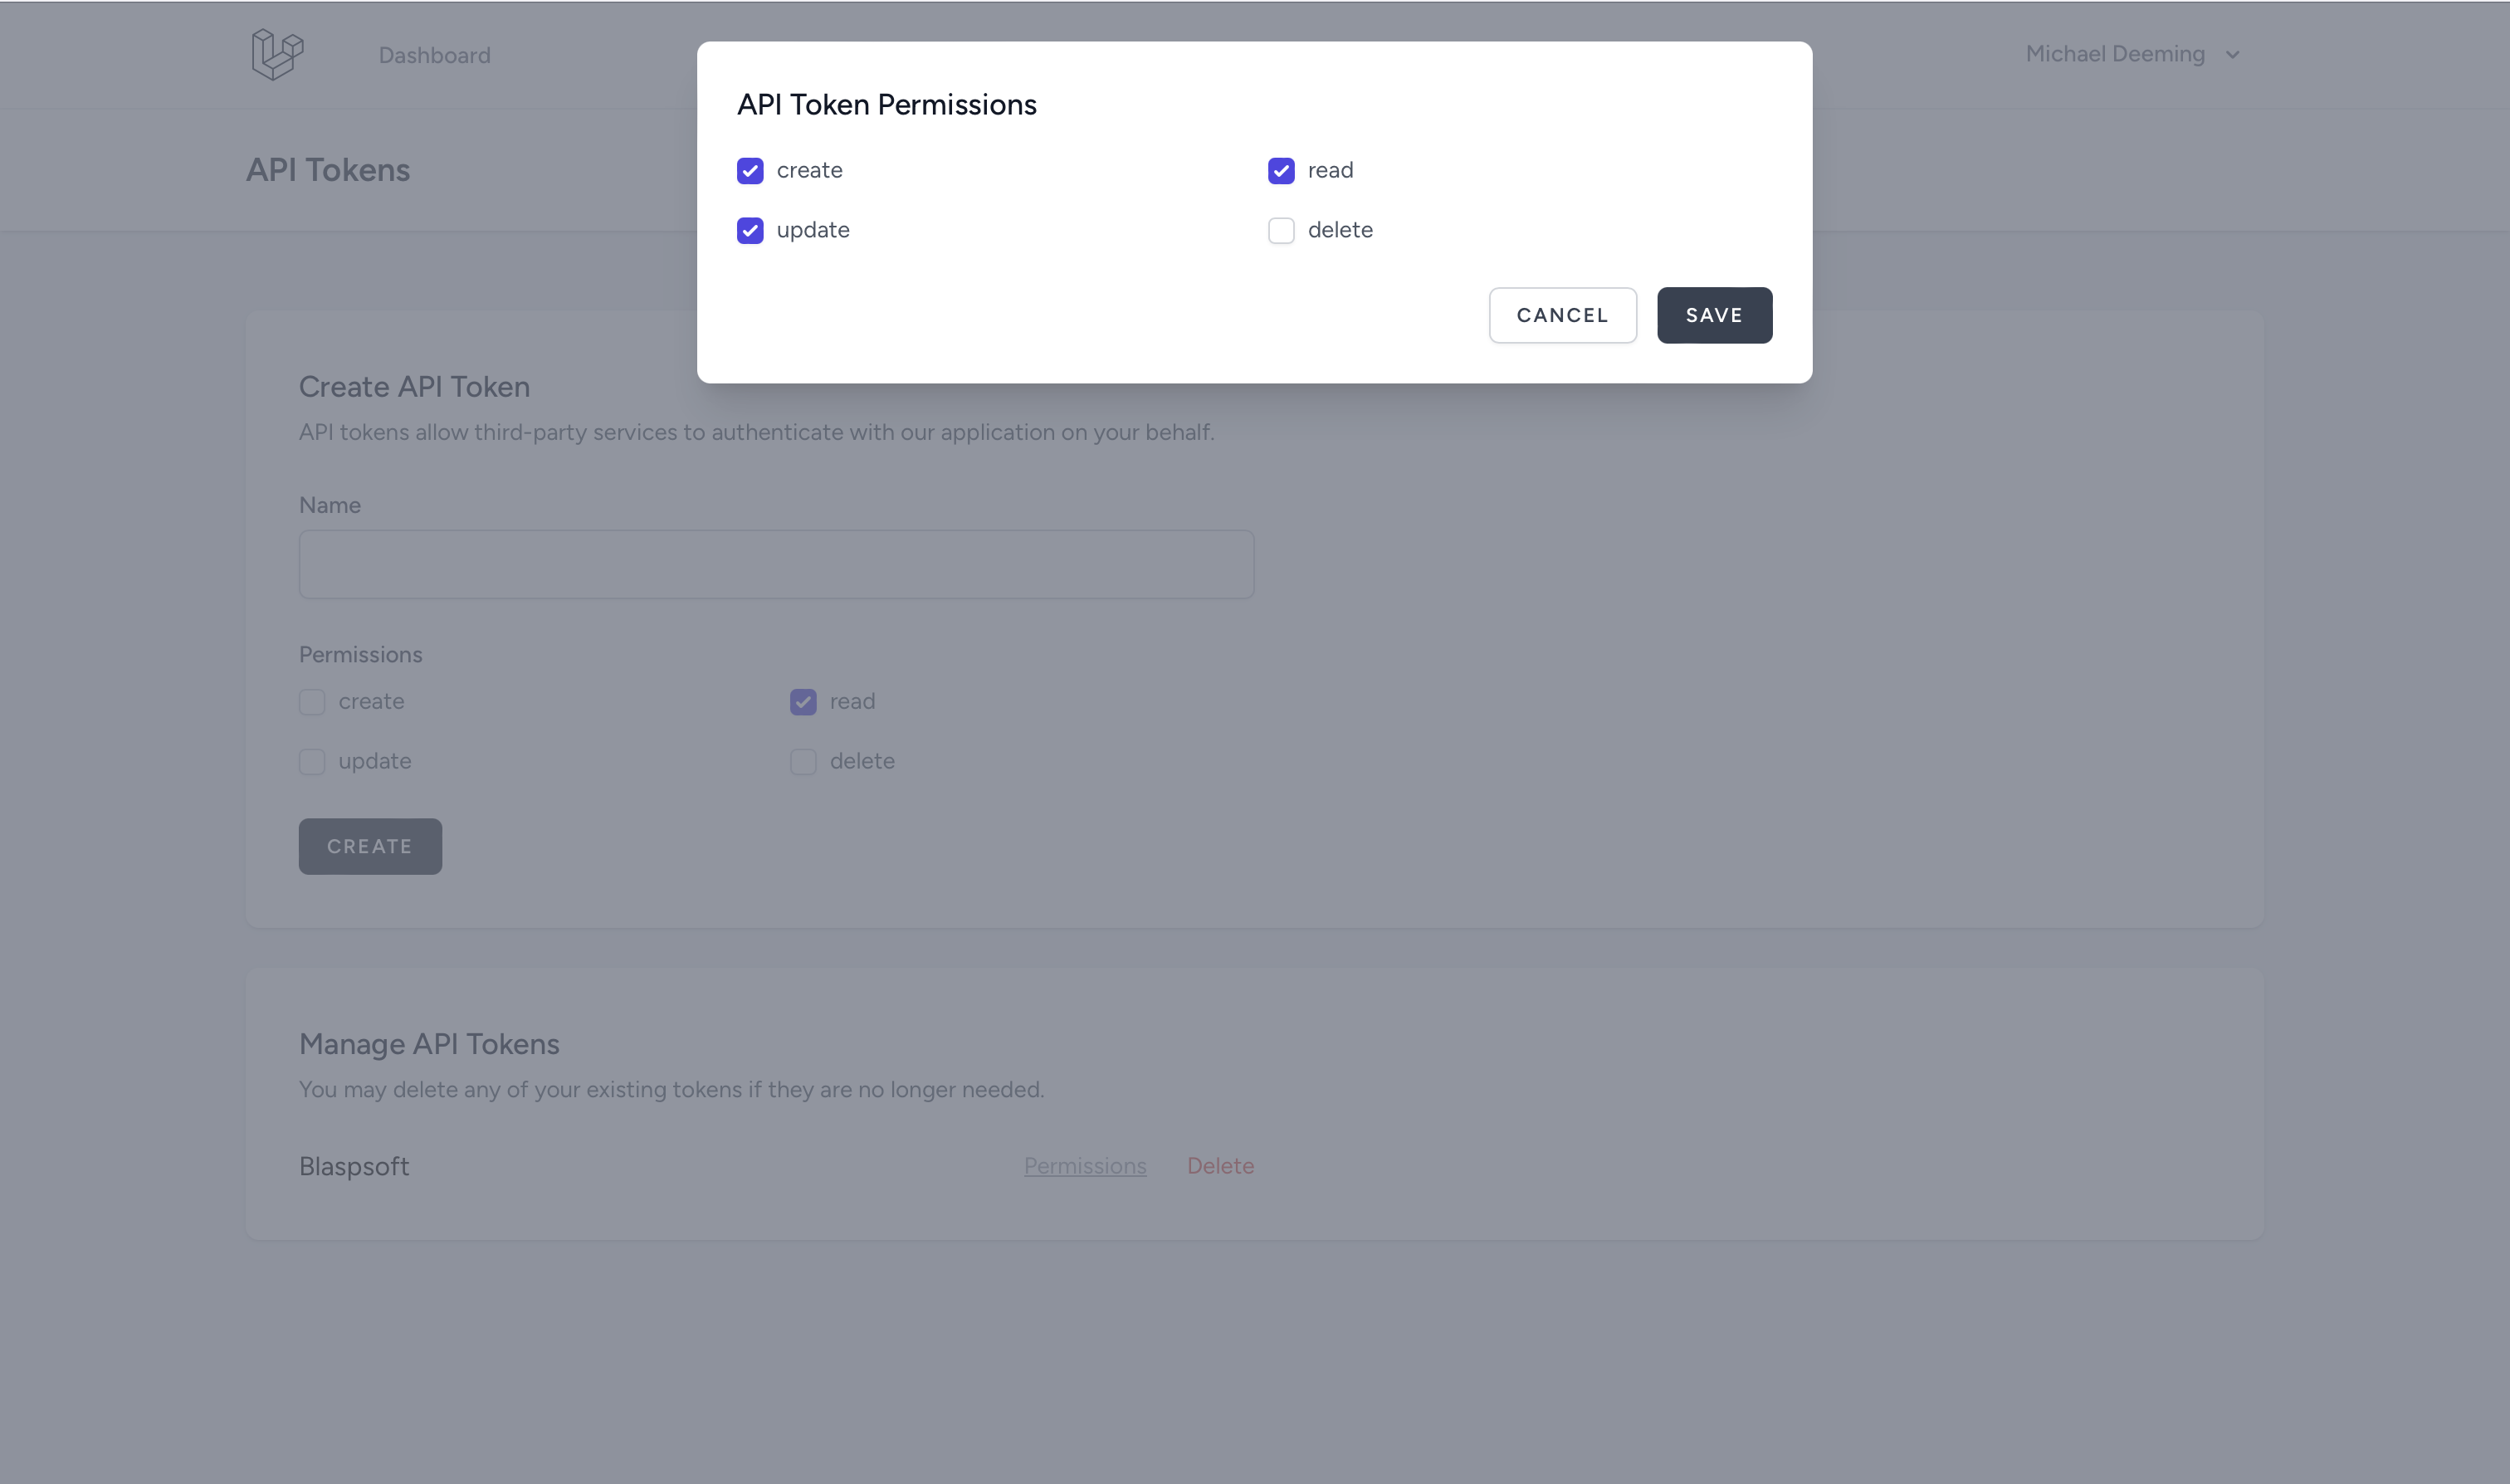 Dashboard
Michael Deeming
API Tokens
API Token Permissions
create
read
update
delete
CANCEL
SAVE
Create API Token
API tokens allow third-party services to authenticate with our application on your behalf.
Name
Permissions
create
read
update
delete
CREATE
Manage API Tokens
You may delete any of your existing tokens if they are no longer needed.
Blaspsoft
Permissions
Delete